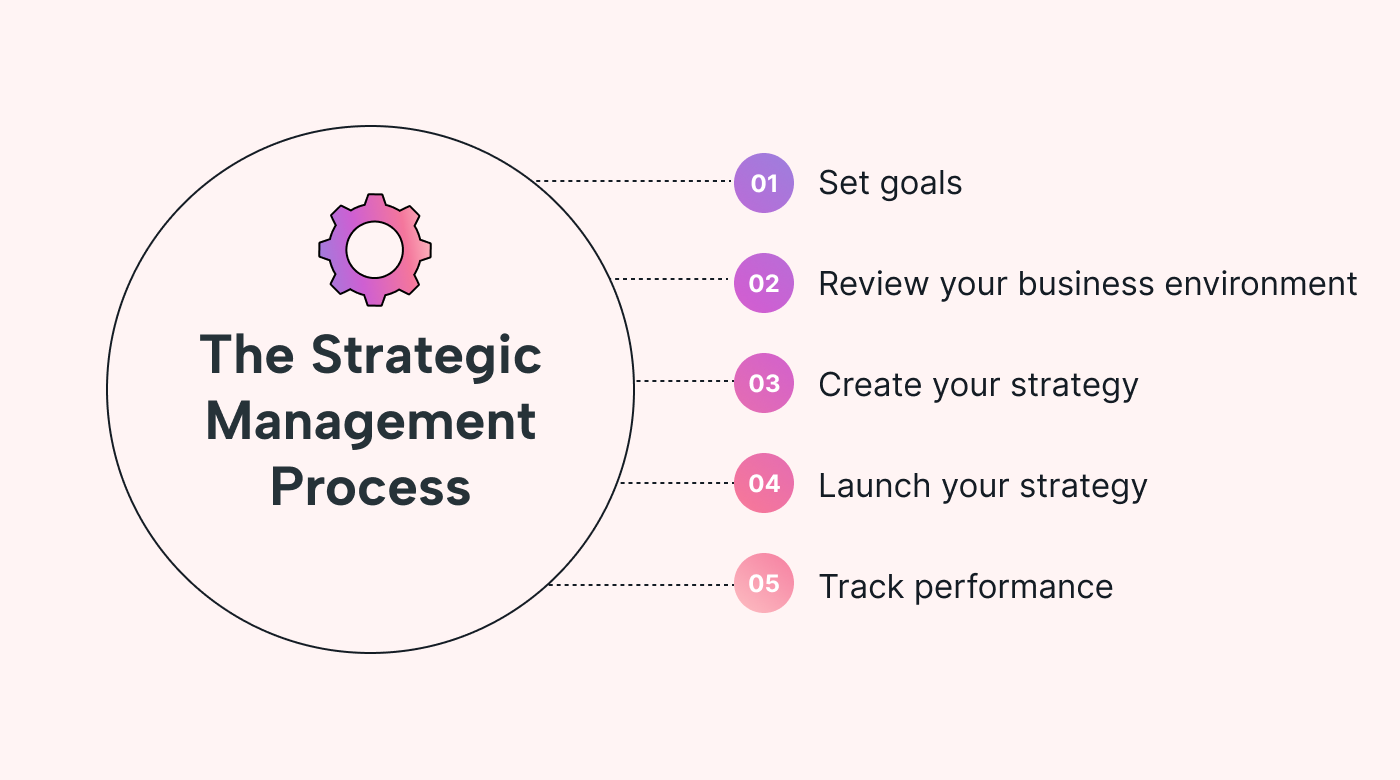 The Strategic
Management
Process
01 Set goals
02 Review your business environment
03 Create your strategy
04 Launch your strategy
05 Track performance